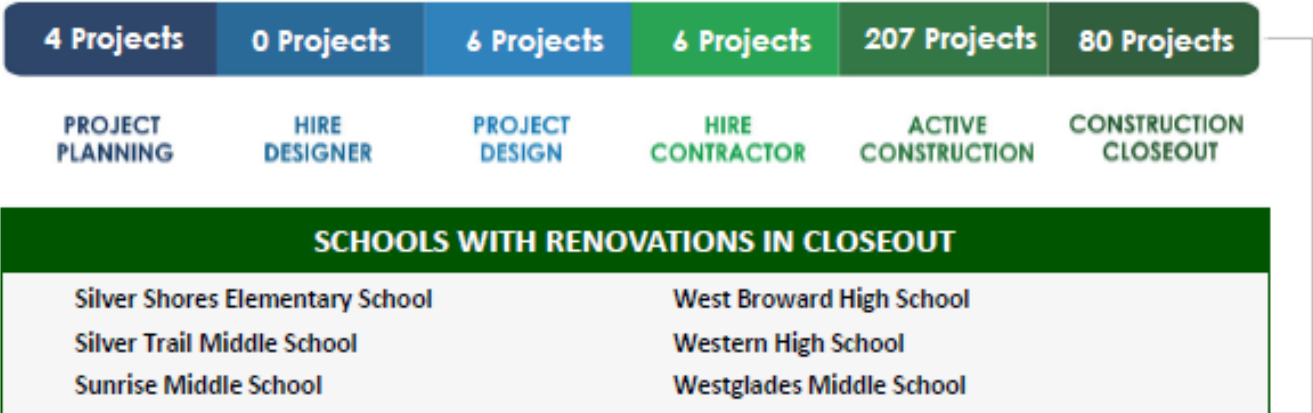 4 Projects 0 Projects 6 Projects 6 Projects 207 Projects 80 Projects
PROJECT PLANNING
HIRE DESIGNER
PROJECT DESIGN
HIRE CONTRACTOR
ACTIVE CONSTRUCTION
CONSTRUCTION CLOSEOUT
SCHOOLS WITH RENOVATIONS IN CLOSEOUT
Silver Shores Elementary School
Silver Trail Middle School
Sunrise Middle School
West Broward High School
Western High School
Westglades Middle School